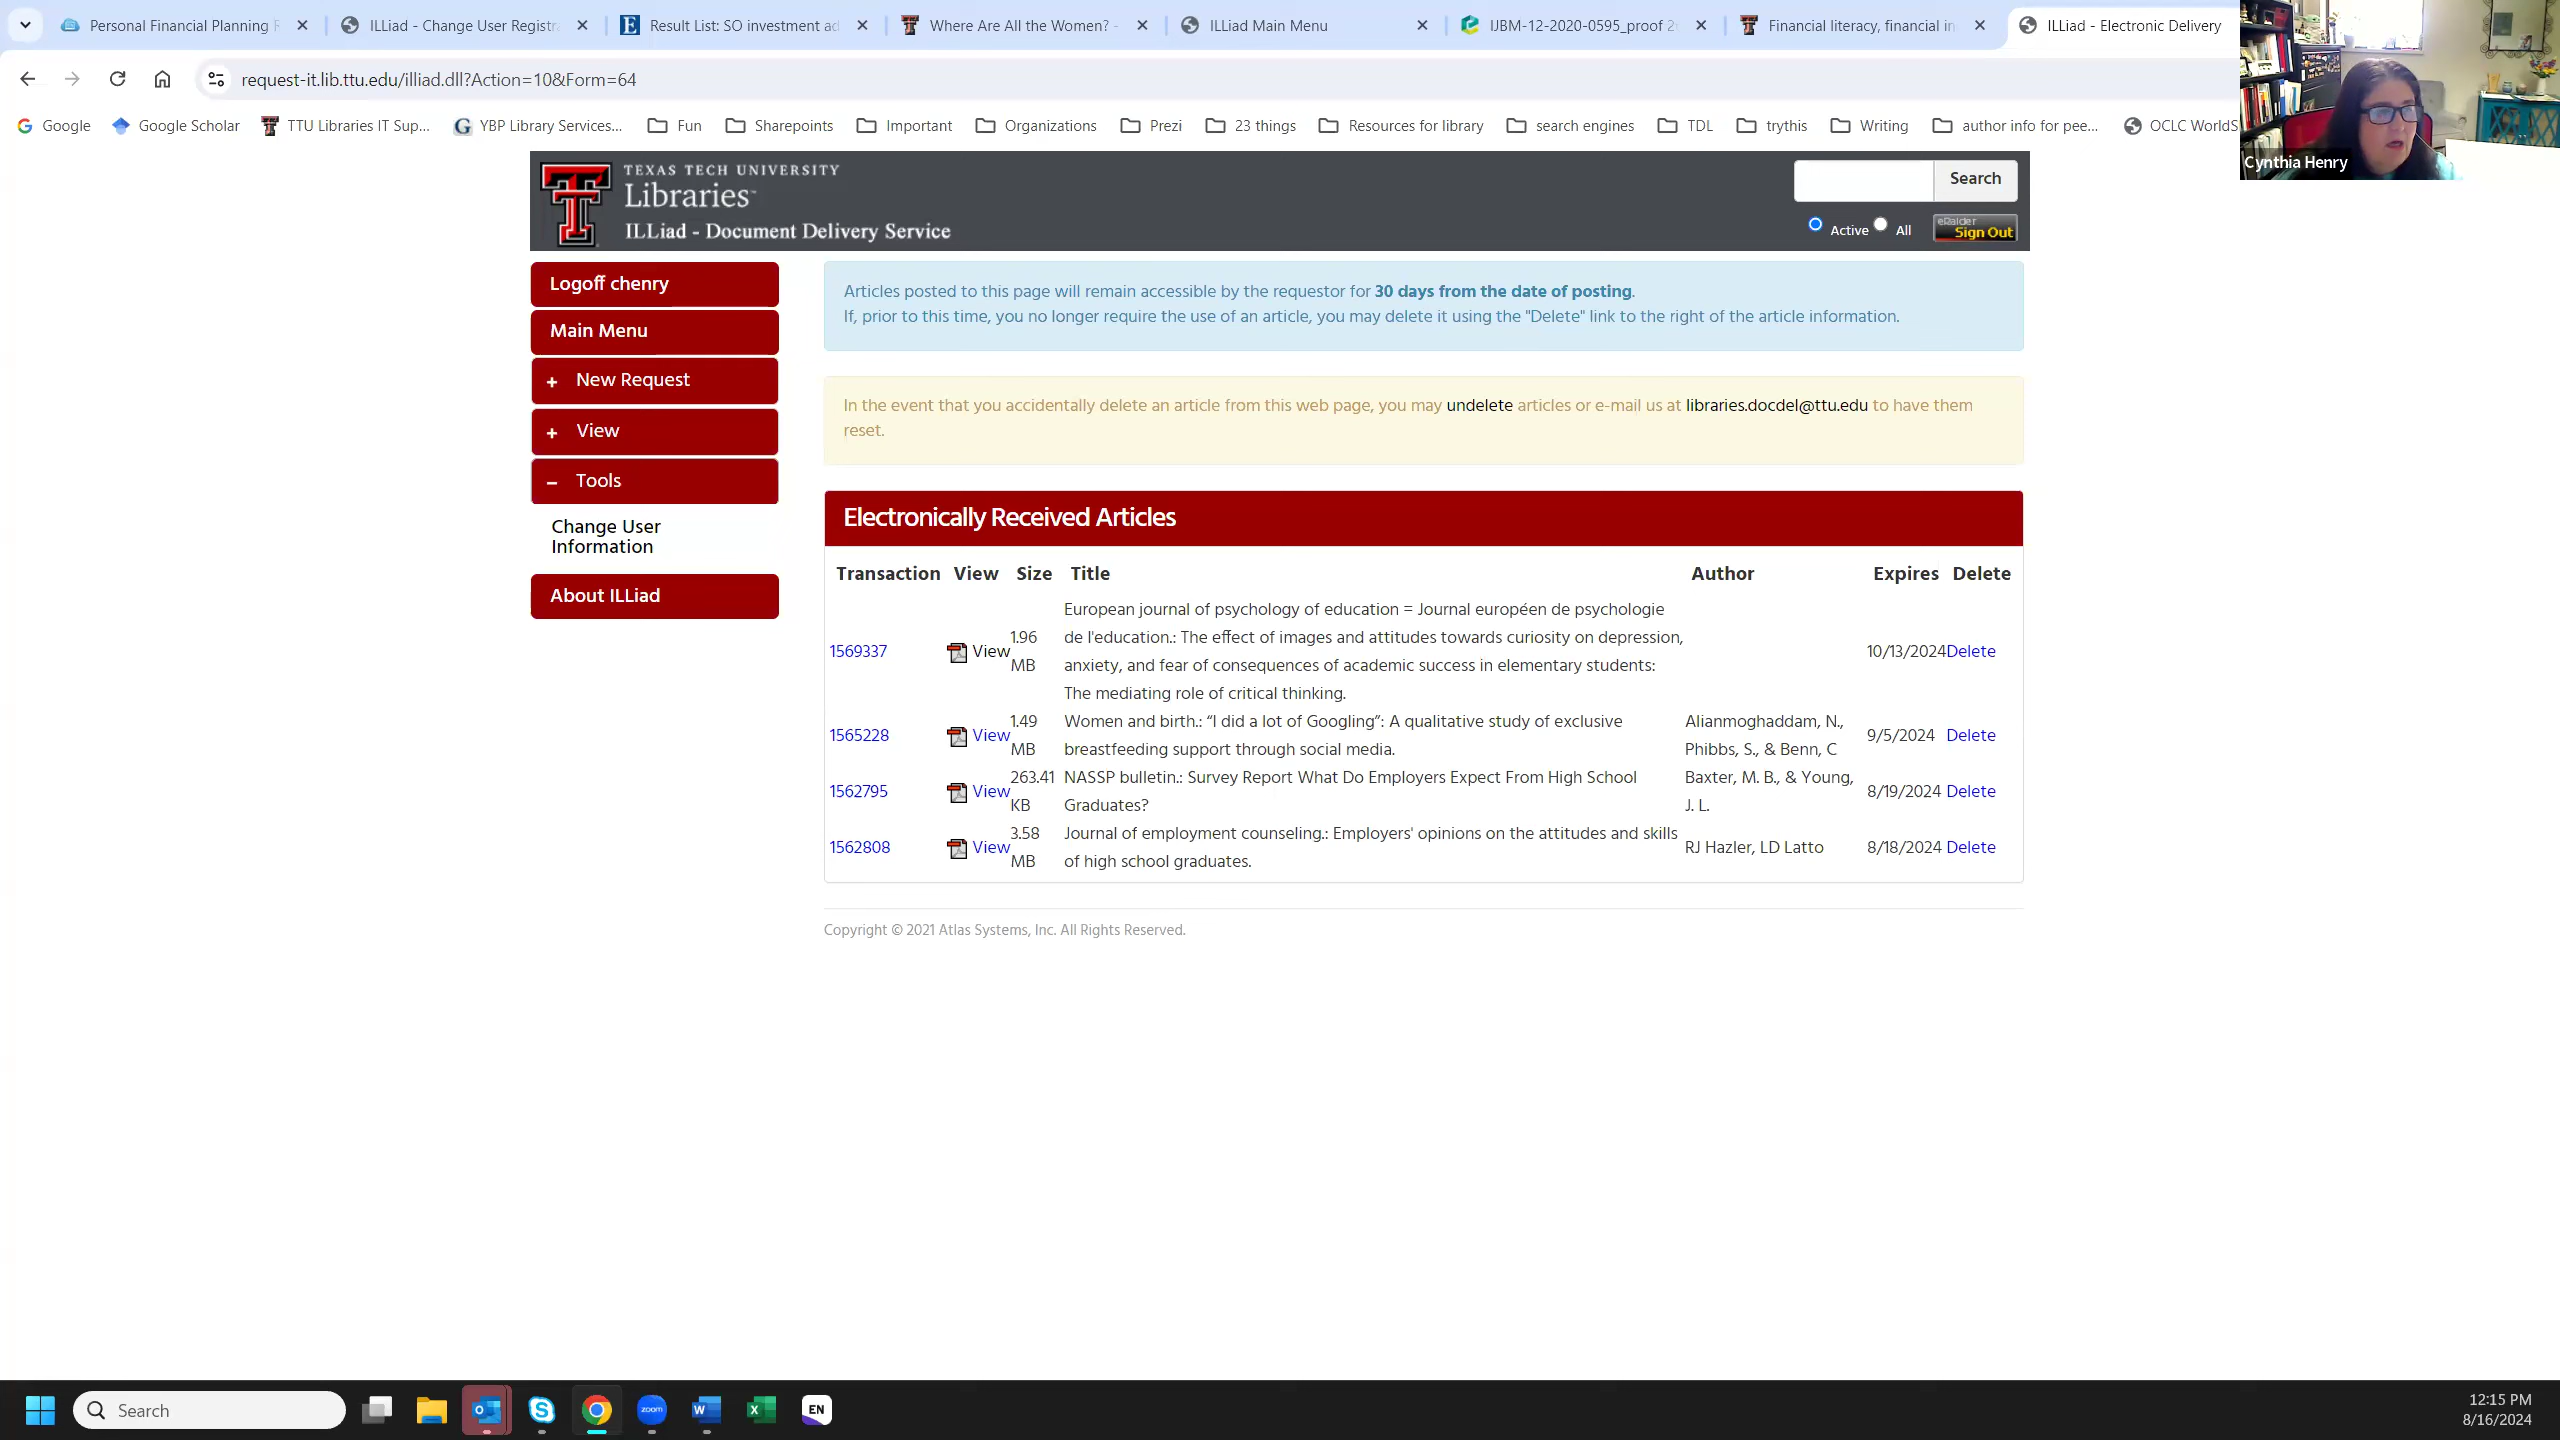 Personal Financial Planning R
ILLiad - Change User Registra
Result List: SO investment ad
Where Are All the Women? -
ILLiad Main Menu
IJBM-12-2020-0595_proof 2
Financial literacy, financial in
ILLiad - Electronic Delivery
request-it.lib.ttu.edu/illiad.dll?Action=10&Form=64
Google
Google Scholar
TTU Libraries IT Sup...
YBP Library Services...
Fun
Sharepoints
Important
Organizations
Prezi
23 things
Resources for library
search engines
TDL
trythis
Writing
author info for pee...
OCLC WorldS
Cynthia Henry
TEXAS TECH UNIVERSITY
Libraries™
ILLiad - Document Delivery Service
Search
Active
All
eRaider
Sign Out
Logoff chenry
Main Menu
+ New Request
+ View
– Tools
Change User
Information
About ILLiad
Articles posted to this page will remain accessible by the requestor for 30 days from the date of posting.
If, prior to this time, you no longer require the use of an article, you may delete it using the "Delete" link to the right of the article information.
In the event that you accidentally delete an article from this web page, you may undelete articles or e-mail us at libraries.docdel@ttu.edu to have them
reset.
Electronically Received Articles
Transaction View Size Title Author Expires Delete
European journal of psychology of education = Journal européen de psychologie
de l'education.: The effect of images and attitudes towards curiosity on depression,
anxiety, and fear of consequences of academic success in elementary students:
The mediating role of critical thinking.
1569337 View 1.96
MB
10/13/2024 Delete
1565228 View 1.49
MB
Women and birth.: “I did a lot of Googling”: A qualitative study of exclusive
breastfeeding support through social media.
Alianmoghaddam, N.,
Phibbs, S., & Benn, C
9/5/2024 Delete
1562795 View 263.41
KB
NASSP bulletin.: Survey Report What Do Employers Expect From High School
Graduates?
Baxter, M. B., & Young,
J. L.
8/19/2024 Delete
1562808 View 3.58
MB
Journal of employment counseling.: Employers' opinions on the attitudes and skills
of high school graduates.
RJ Hazler, LD Latto
8/18/2024 Delete
Copyright © 2021 Atlas Systems, Inc. All Rights Reserved.
Search
zoom
EN
12:15 PM
8/16/2024